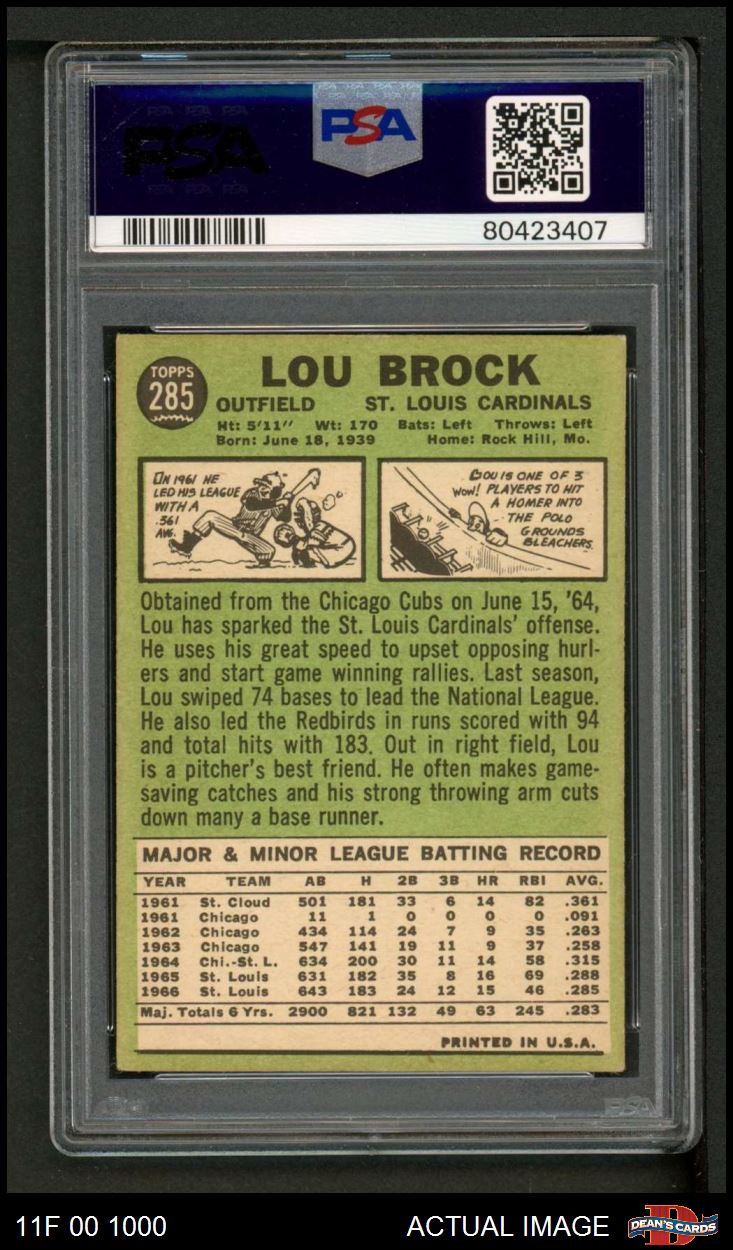 PSA
PSA
80423407
TOPPS
285
LOU BROCK
OUTFIELD ST. LOUIS CARDINALS
Ht: 5'11" Wt: 170 Bats: Left Throws: Left
Born: June 18, 1939 Home: Rock Hill, Mo.
ON 1961 HE
LED HIS LEAGUE
WITH A
.561
AVG.
LOU IS ONE OF 3
WOW! PLAYERS TO HIT
A HOMER INTO
THE POLO
GROUNDS
BLEACHERS.
Obtained from the Chicago Cubs on June 15, '64,
Lou has sparked the St. Louis Cardinals' offense.
He uses his great speed to upset opposing hurl-
ers and start game winning rallies. Last season,
Lou swiped 74 bases to lead the National League.
He also led the Redbirds in runs scored with 94
and total hits with 183. Out in right field, Lou
is a pitcher's best friend. He often makes game-
saving catches and his strong throwing arm cuts
down many a base runner.
MAJOR & MINOR LEAGUE BATTING RECORD
YEAR TEAM AB H 2B 3B HR RBI AVG.
1961 St. Cloud 501 181 33 6 14 82 .361
1961 Chicago 11 1 0 0 0 0 .091
1962 Chicago 434 114 24 7 9 35 .263
1963 Chicago 547 141 19 11 9 37 .258
1964 Chi.-St. L. 634 200 30 11 14 58 .315
1965 St. Louis 631 182 35 8 16 69 .288
1966 St. Louis 643 183 24 12 15 46 .285
Maj. Totals 6 Yrs. 2900 821 132 49 63 245 .283
PRINTED IN U.S.A.
PSA
11F 00 1000 ACTUAL IMAGE DEAN'S CARDS